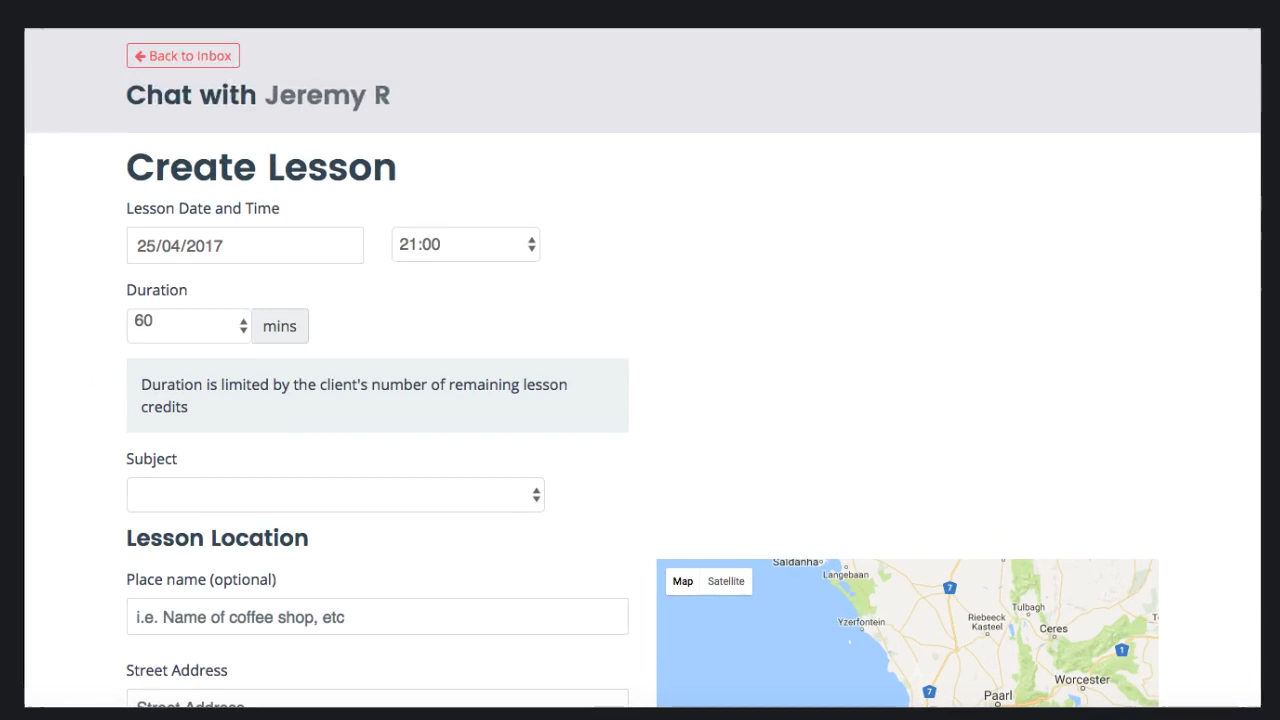 Back to Inbox
Chat with Jeremy R
Create Lesson
Lesson Date and Time
25/04/2017
21:00
Duration
60
mins
Duration is limited by the client's number of remaining lesson
credits
Subject
Lesson Location
Place name (optional)
i.e. Name of coffee shop, etc
Street Address
Street Address
Map
Satellite
Saldanha
Langebaan
7
Tulbagh
Riebeeck
Kasteel
Yzerfontein
Ceres
1
Worcester
7
Paarl